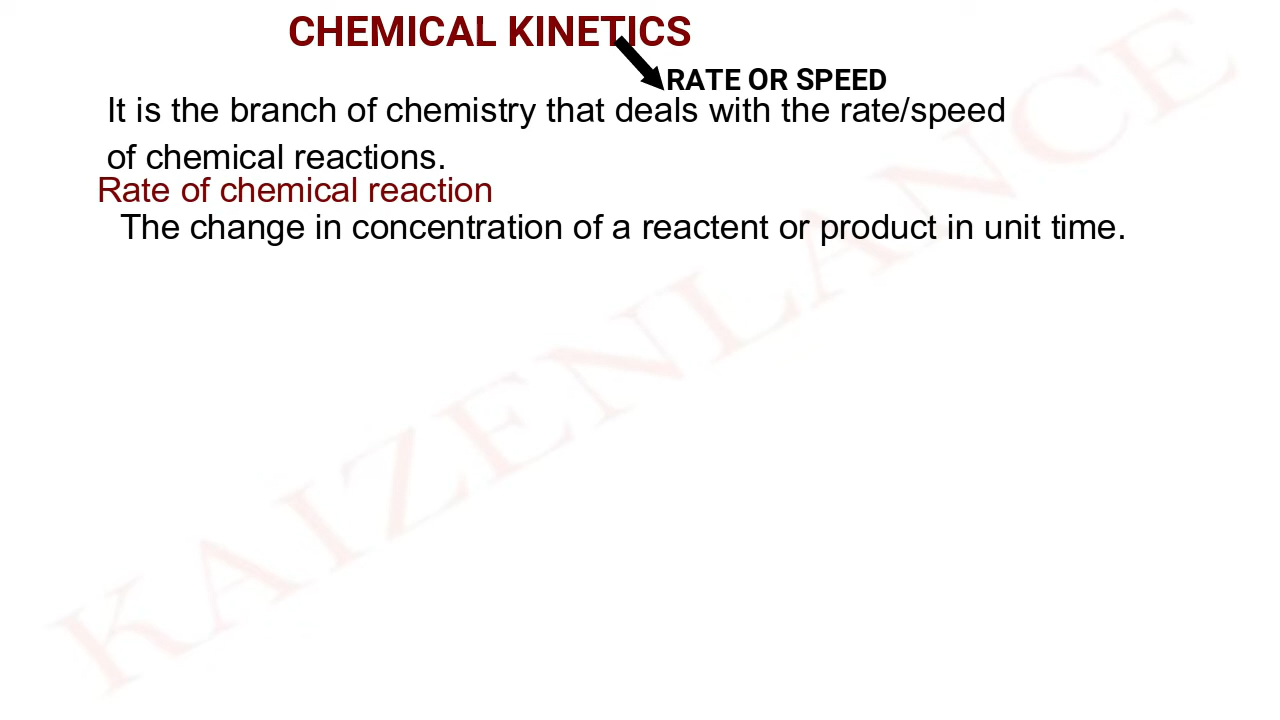 CHEMICAL KINETICS
RATE OR SPEED
It is the branch of chemistry that deals with the rate/speed
of chemical reactions.
Rate of chemical reaction
The change in concentration of a reactent or product in unit time.
KAIZENLANCE